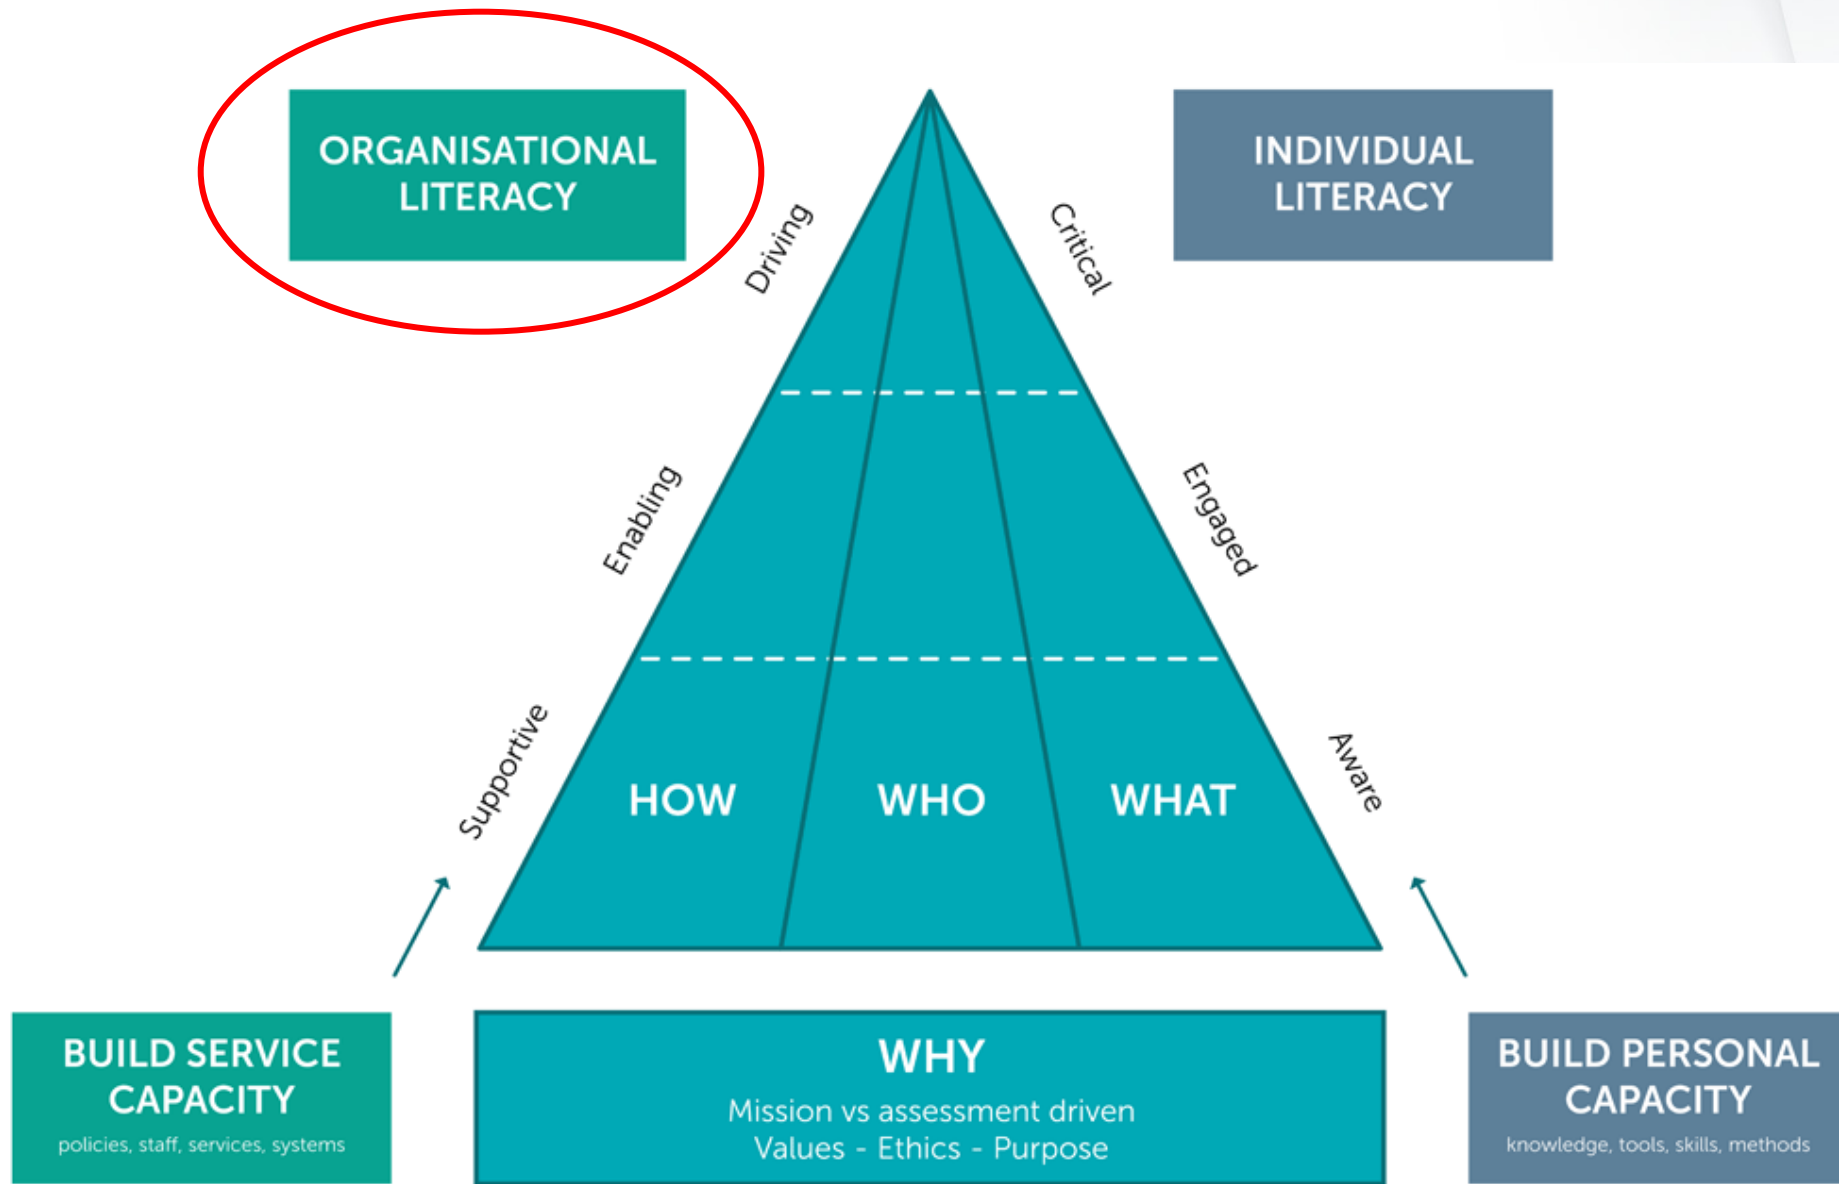 ORGANISATIONAL
LITERACY
INDIVIDUAL
LITERACY
Driving
Critical
Enabling
Engaged
Supportive
Aware
HOW
WHO
WHAT
BUILD SERVICE
CAPACITY
policies, staff, services, systems
WHY
Mission vs assessment driven
Values - Ethics - Purpose
BUILD PERSONAL
CAPACITY
knowledge, tools, skills, methods